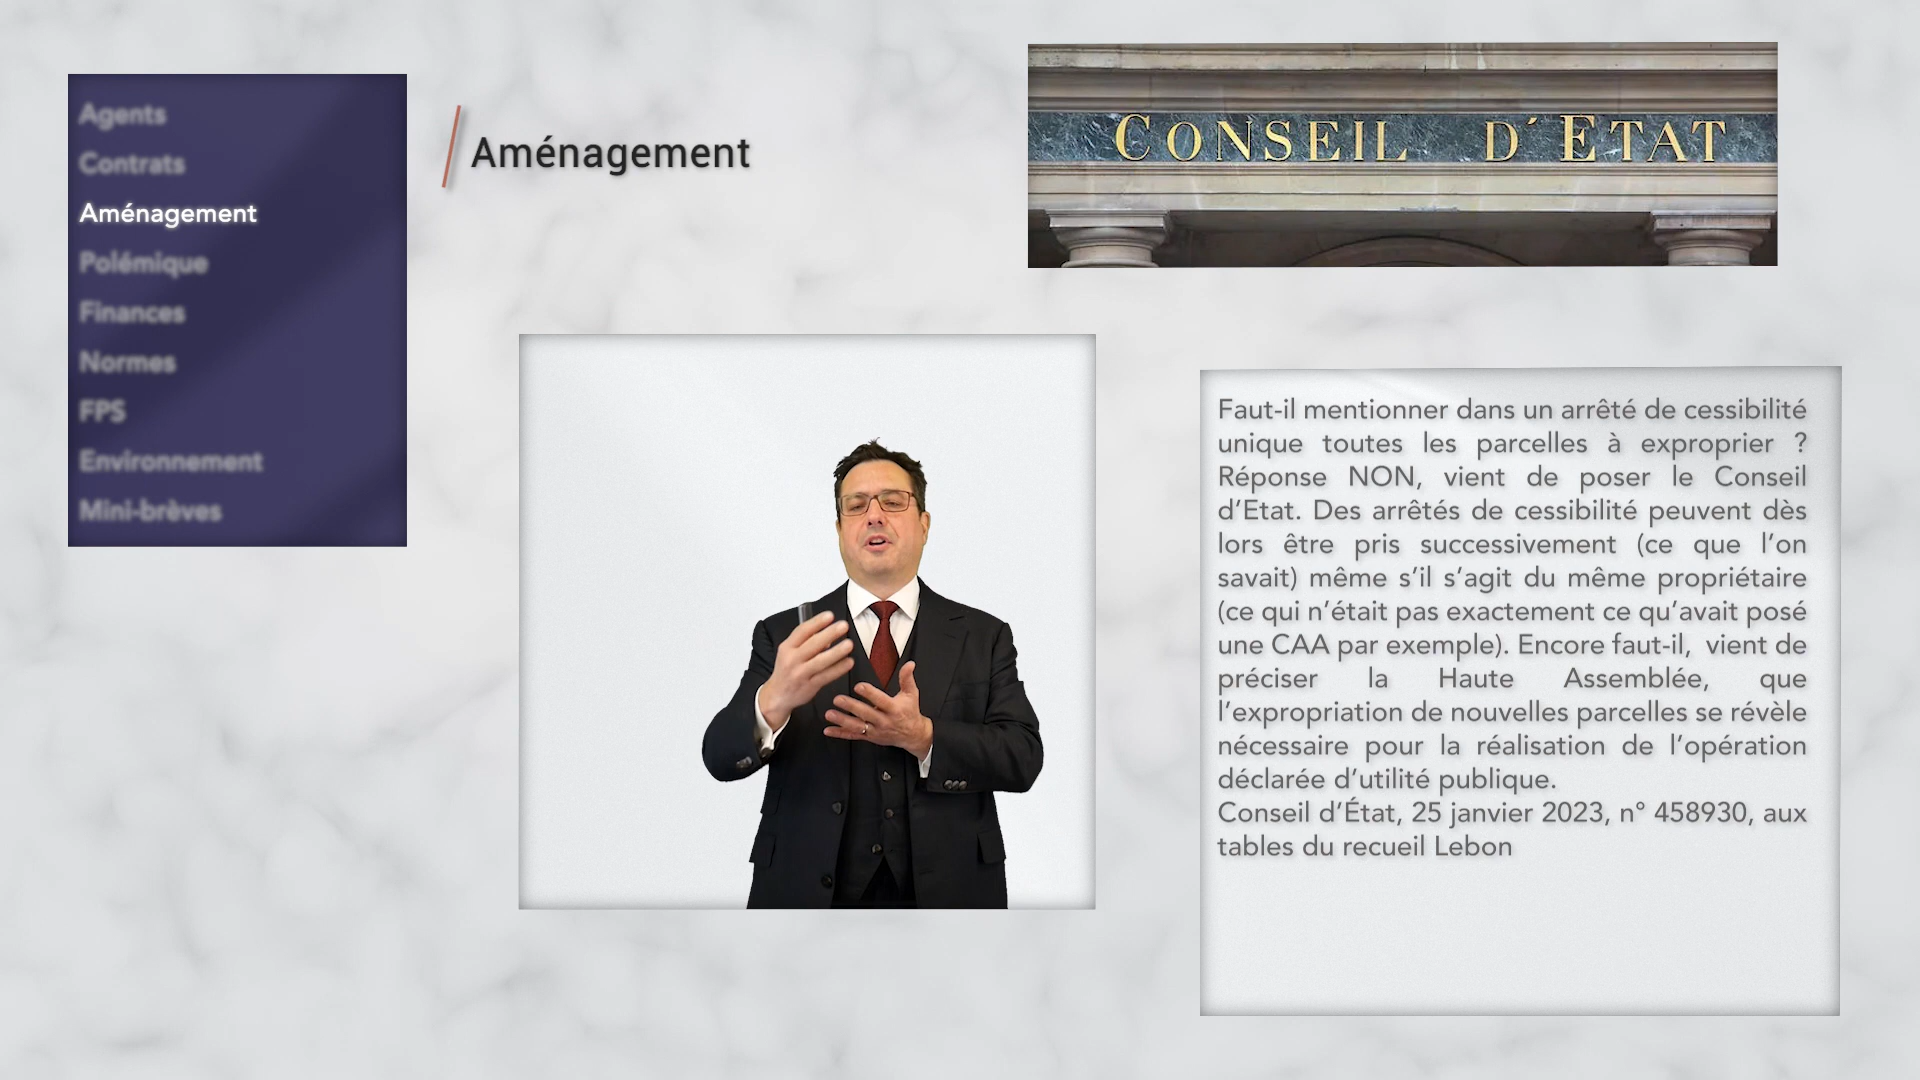 Agents
Contrats
Aménagement
Polémique
Finances
Normes
FPS
Environnement
Mini-brèves
Aménagement
CONSEIL D'ETAT
Faut-il mentionner dans un arrêté de cessibilité
unique toutes les parcelles à exproprier ?
Réponse NON, vient de poser le Conseil
d’Etat. Des arrêtés de cessibilité peuvent dès
lors être pris successivement (ce que l’on
savait) même s’il s’agit du même propriétaire
(ce qui n’était pas exactement ce qu’avait posé
une CAA par exemple). Encore faut-il, vient de
préciser la Haute Assemblée, que
l’expropriation de nouvelles parcelles se révèle
nécessaire pour la réalisation de l’opération
déclarée d’utilité publique.
Conseil d’État, 25 janvier 2023, n° 458930, aux
tables du recueil Lebon